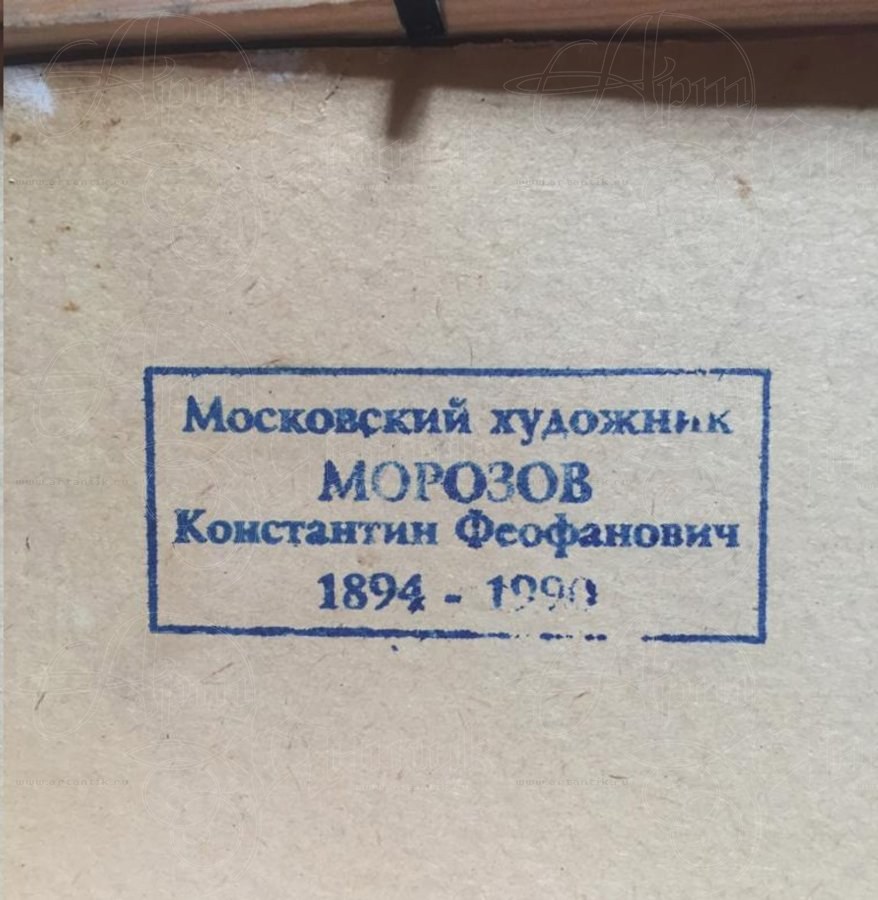 Московский художник
МОРОЗОВ
Константин Феофанович
1894 - 1990